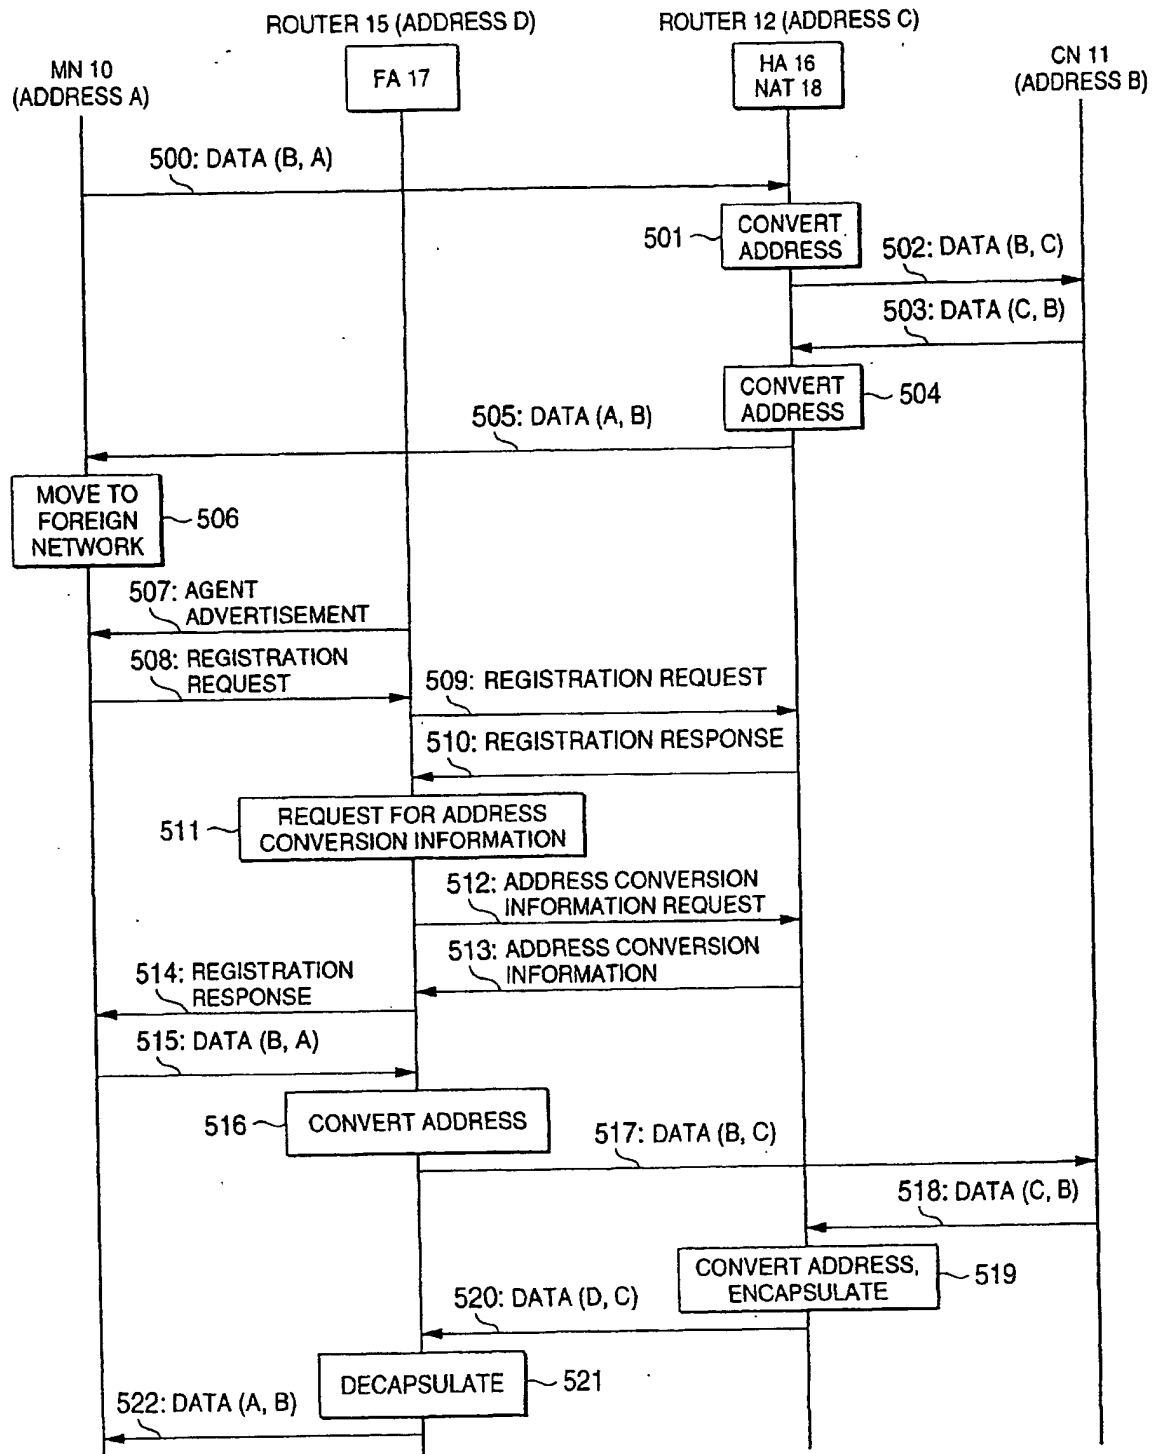 ROUTER 15 (ADDRESS D)
ROUTER 12 (ADDRESS C)
MN 10
(ADDRESS A)
FA 17
HA 16
NAT 18
CN 11
(ADDRESS B)
500: DATA (B, A)
501
CONVERT
ADDRESS
502: DATA (B, C)
503: DATA (C, B)
CONVERT
ADDRESS
504
505: DATA (A, B)
MOVE TO
FOREIGN
NETWORK
506
507: AGENT
ADVERTISEMENT
508: REGISTRATION
REQUEST
509: REGISTRATION REQUEST
510: REGISTRATION RESPONSE
511
REQUEST FOR ADDRESS
CONVERSION INFORMATION
512: ADDRESS CONVERSION
INFORMATION REQUEST
513: ADDRESS CONVERSION
INFORMATION
514: REGISTRATION
RESPONSE
515: DATA (B, A)
516
CONVERT ADDRESS
517: DATA (B, C)
518: DATA (C, B)
CONVERT ADDRESS,
ENCAPSULATE
519
520: DATA (D, C)
DECAPSULATE
521
522: DATA (A, B)